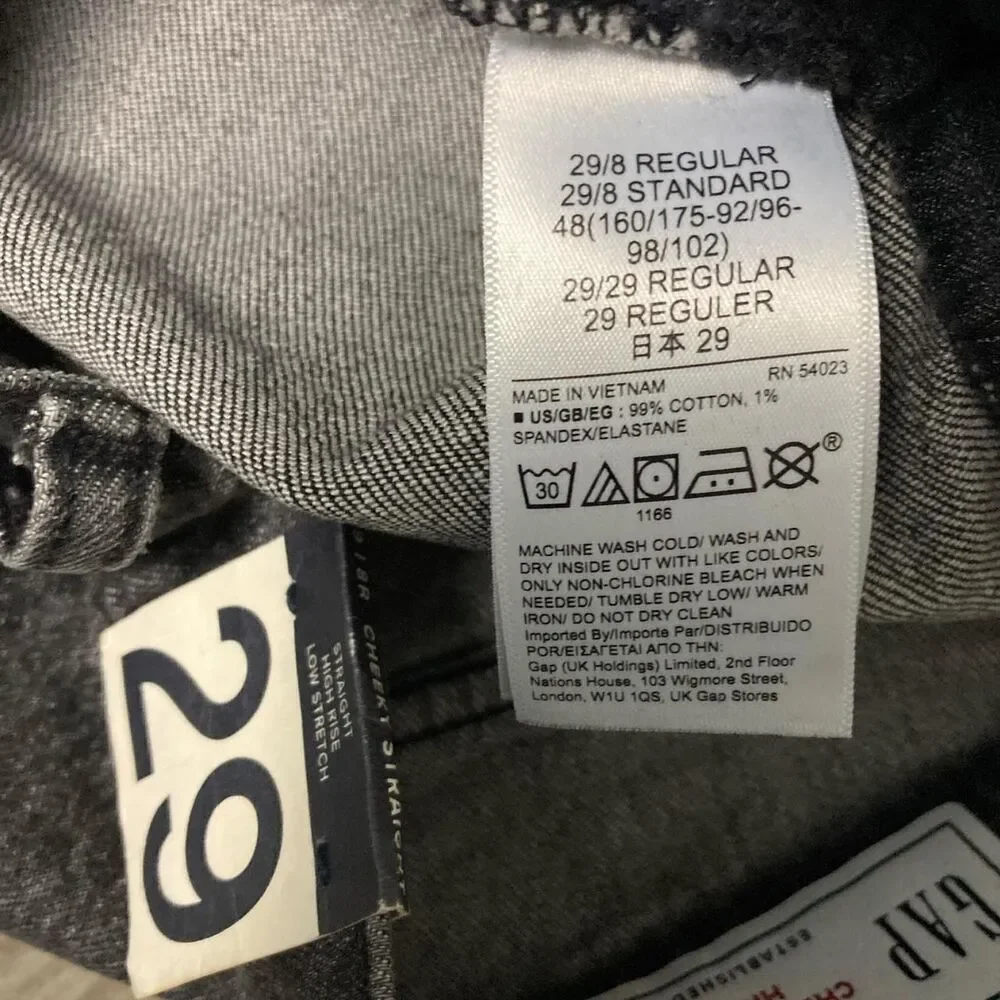 29/8 REGULAR
29/8 STANDARD
48(160/175-92/96-
98/102)
29/29 REGULAR
29 REGULER
日本 29
MADE IN VIETNAM RN 54023
■ US/GB/EG : 99% COTTON, 1%
SPANDEX/ELASTANE
30 ®
1166
MACHINE WASH COLD/ WASH AND
DRY INSIDE OUT WITH LIKE COLORS/
ONLY NON-CHLORINE BLEACH WHEN
NEEDED/ TUMBLE DRY LOW/ WARM
IRON/ DO NOT DRY CLEAN
Imported By/Importe Par/DISTRIBUIDO
POR/ΕΙΣΑΓΕΤΑΙ ΑΠΟ ΤΗΝ:
Gap (UK Holdings) Limited, 2nd Floor
Nations House, 103 Wigmore Street,
London, W1U 1QS, UK Gap Stores
29
STRAIGHT
HIGH RISE
LOW STRETCH
CHEEKY STRAIGHT
GAP
ESTABLISHED